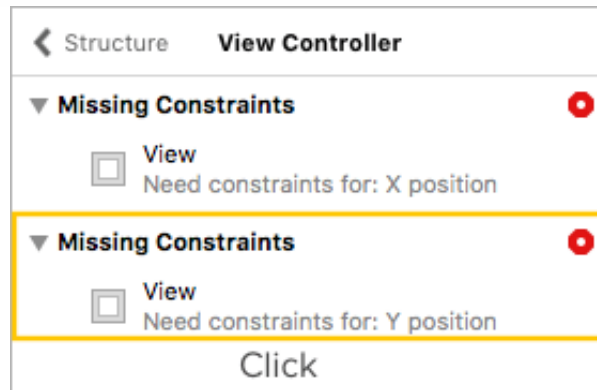 Structure View Controller
Missing Constraints
View
Need constraints for: X position
Missing Constraints
View
Need constraints for: Y position
Click